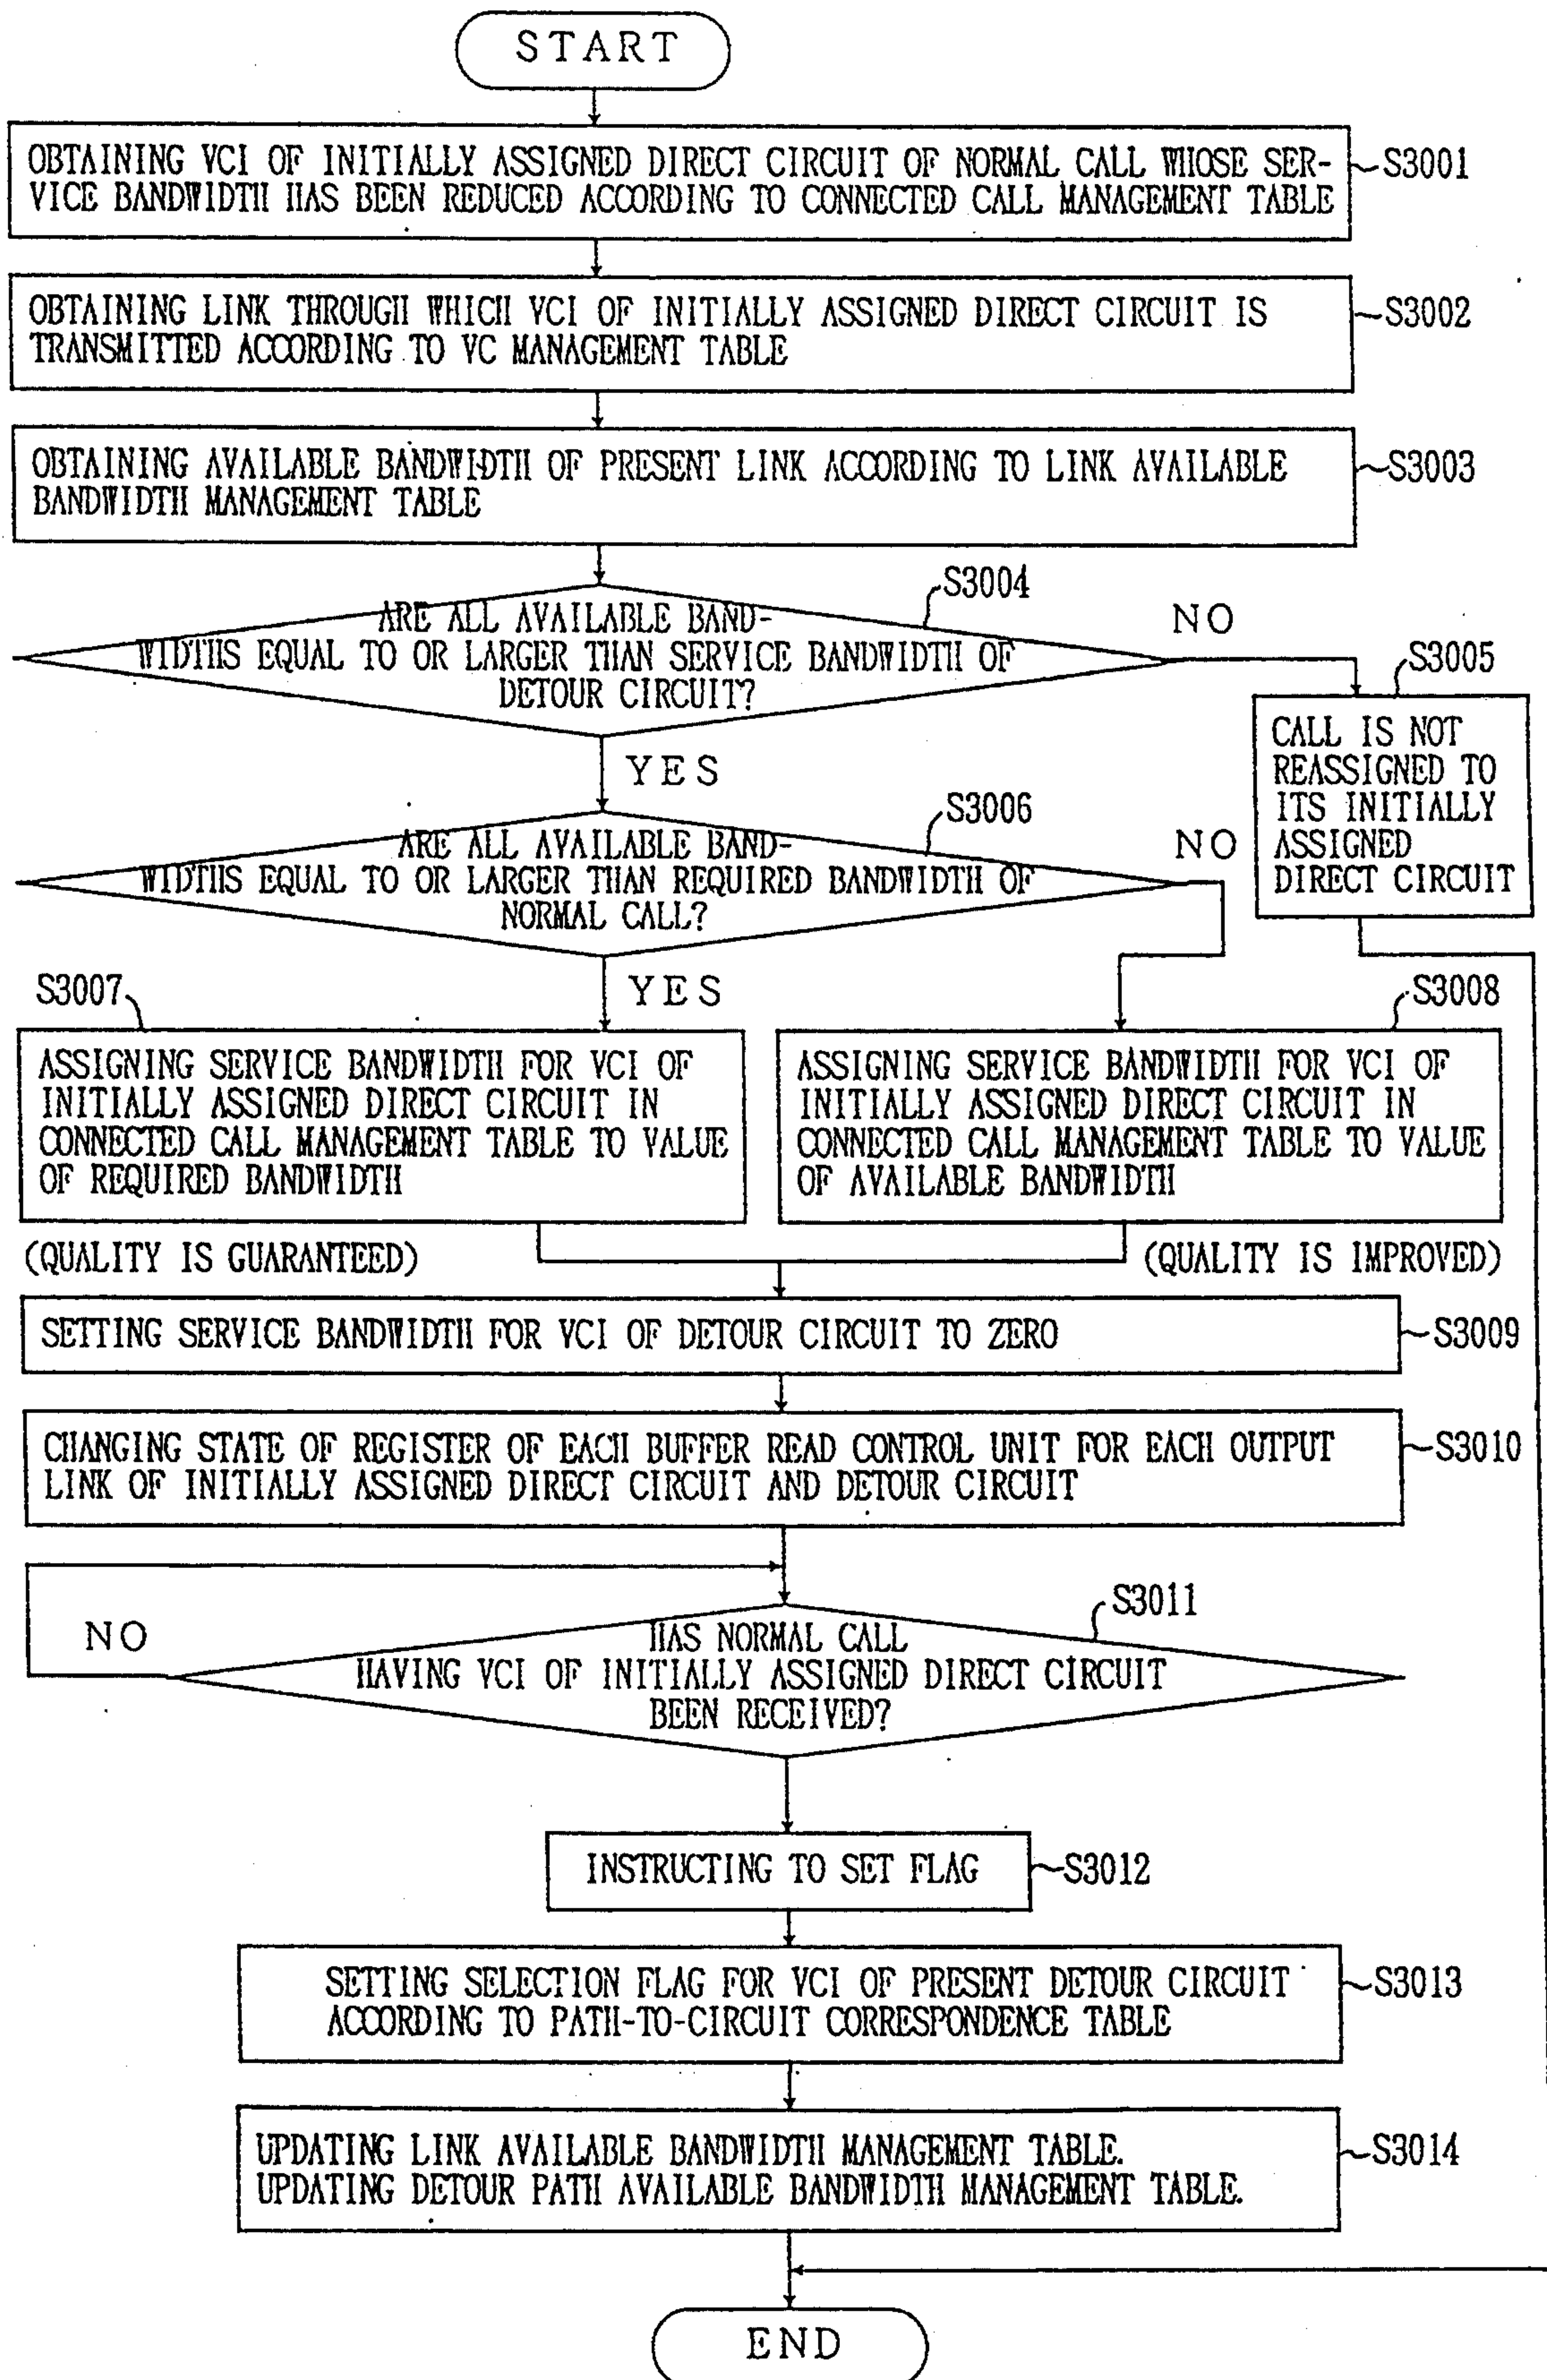 START
OBTAINING VCI OF INITIALLY ASSIGNED DIRECT CIRCUIT OF NORMAL CALL WHOSE SER-
VICE BANDWIDTH HAS BEEN REDUCED ACCORDING TO CONNECTED CALL MANAGEMENT TABLE
S3001
OBTAINING LINK THROUGH WHICH VCI OF INITIALLY ASSIGNED DIRECT CIRCUIT IS
TRANSMITTED ACCORDING TO VC MANAGEMENT TABLE
S3002
OBTAINING AVAILABLE BANDWIDTH OF PRESENT LINK ACCORDING TO LINK AVAILABLE
BANDWIDTH MANAGEMENT TABLE
S3003
S3004
ARE ALL AVAILABLE BAND-
WIDTHS EQUAL TO OR LARGER THAN SERVICE BANDWIDTH OF
DETOUR CIRCUIT?
NO
YES
S3005
CALL IS NOT
REASSIGNED TO
ITS INITIALLY
ASSIGNED
DIRECT CIRCUIT
S3006
ARE ALL AVAILABLE BAND-
WIDTHS EQUAL TO OR LARGER THAN REQUIRED BANDWIDTH OF
NORMAL CALL?
NO
YES
S3007
ASSIGNING SERVICE BANDWIDTH FOR VCI OF
INITIALLY ASSIGNED DIRECT CIRCUIT IN
CONNECTED CALL MANAGEMENT TABLE TO VALUE
OF REQUIRED BANDWIDTH
(QUALITY IS GUARANTEED)
S3008
ASSIGNING SERVICE BANDWIDTH FOR VCI OF
INITIALLY ASSIGNED DIRECT CIRCUIT IN
CONNECTED CALL MANAGEMENT TABLE TO VALUE
OF AVAILABLE BANDWIDTH
(QUALITY IS IMPROVED)
SETTING SERVICE BANDWIDTH FOR VCI OF DETOUR CIRCUIT TO ZERO
S3009
CHANGING STATE OF REGISTER OF EACH BUFFER READ CONTROL UNIT FOR EACH OUTPUT
LINK OF INITIALLY ASSIGNED DIRECT CIRCUIT AND DETOUR CIRCUIT
S3010
S3011
NO
HAS NORMAL CALL
HAVING VCI OF INITIALLY ASSIGNED DIRECT CIRCUIT
BEEN RECEIVED?
INSTRUCTING TO SET FLAG
S3012
SETTING SELECTION FLAG FOR VCI OF PRESENT DETOUR CIRCUIT
ACCORDING TO PATH-TO-CIRCUIT CORRESPONDENCE TABLE
S3013
UPDATING LINK AVAILABLE BANDWIDTH MANAGEMENT TABLE.
UPDATING DETOUR PATH AVAILABLE BANDWIDTH MANAGEMENT TABLE.
S3014
END